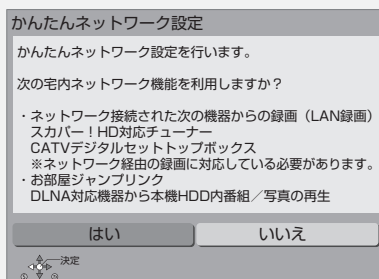 かんたんネットワーク設定
かんたんネットワーク設定を行います。
次の宅内ネットワーク機能を利用しますか？
・ネットワーク接続された次の機器からの録画（LAN録画）
スカパー！HD対応チューナー
CATVデジタルセットトップボックス
※ネットワーク経由の録画に対応している必要があります。
・お部屋ジャンプリンク
DLNA対応機器から本機HDD内番組／写真の再生
はい
いいえ
決定